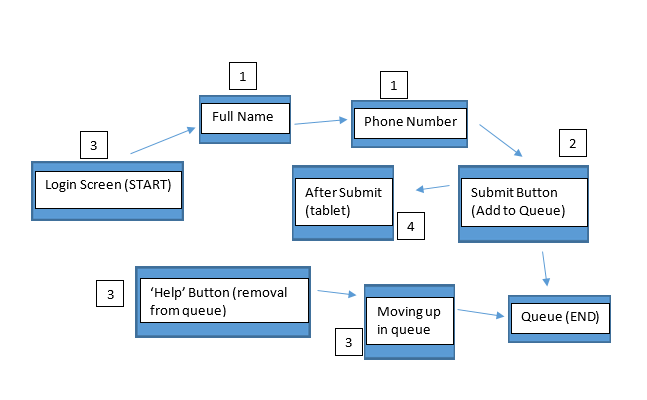 1
1
Full Name
Phone Number
3
2
Login Screen (START)
After Submit
(tablet)
Submit Button
(Add to Queue)
4
3
‘Help’ Button (removal
from queue)
Moving up
in queue
Queue (END)
3